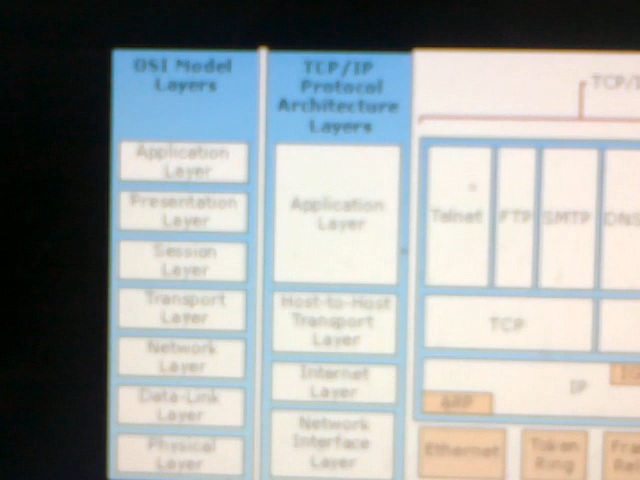 OSI Model
Layers
Application
Layer
Presentation
Layer
Session
Layer
Transport
Layer
Network
Layer
Data-Link
Layer
Physical
Layer
TCP/IP
Protocol
Architecture
Layers
Application
Layer
Host-to-Host
Transport
Layer
Internet
Layer
Network
Interface
Layer
TCP/I
Telnet
FTP
SMTP
DNS
TCP
IP
ARP
Ethernet
Token
Ring